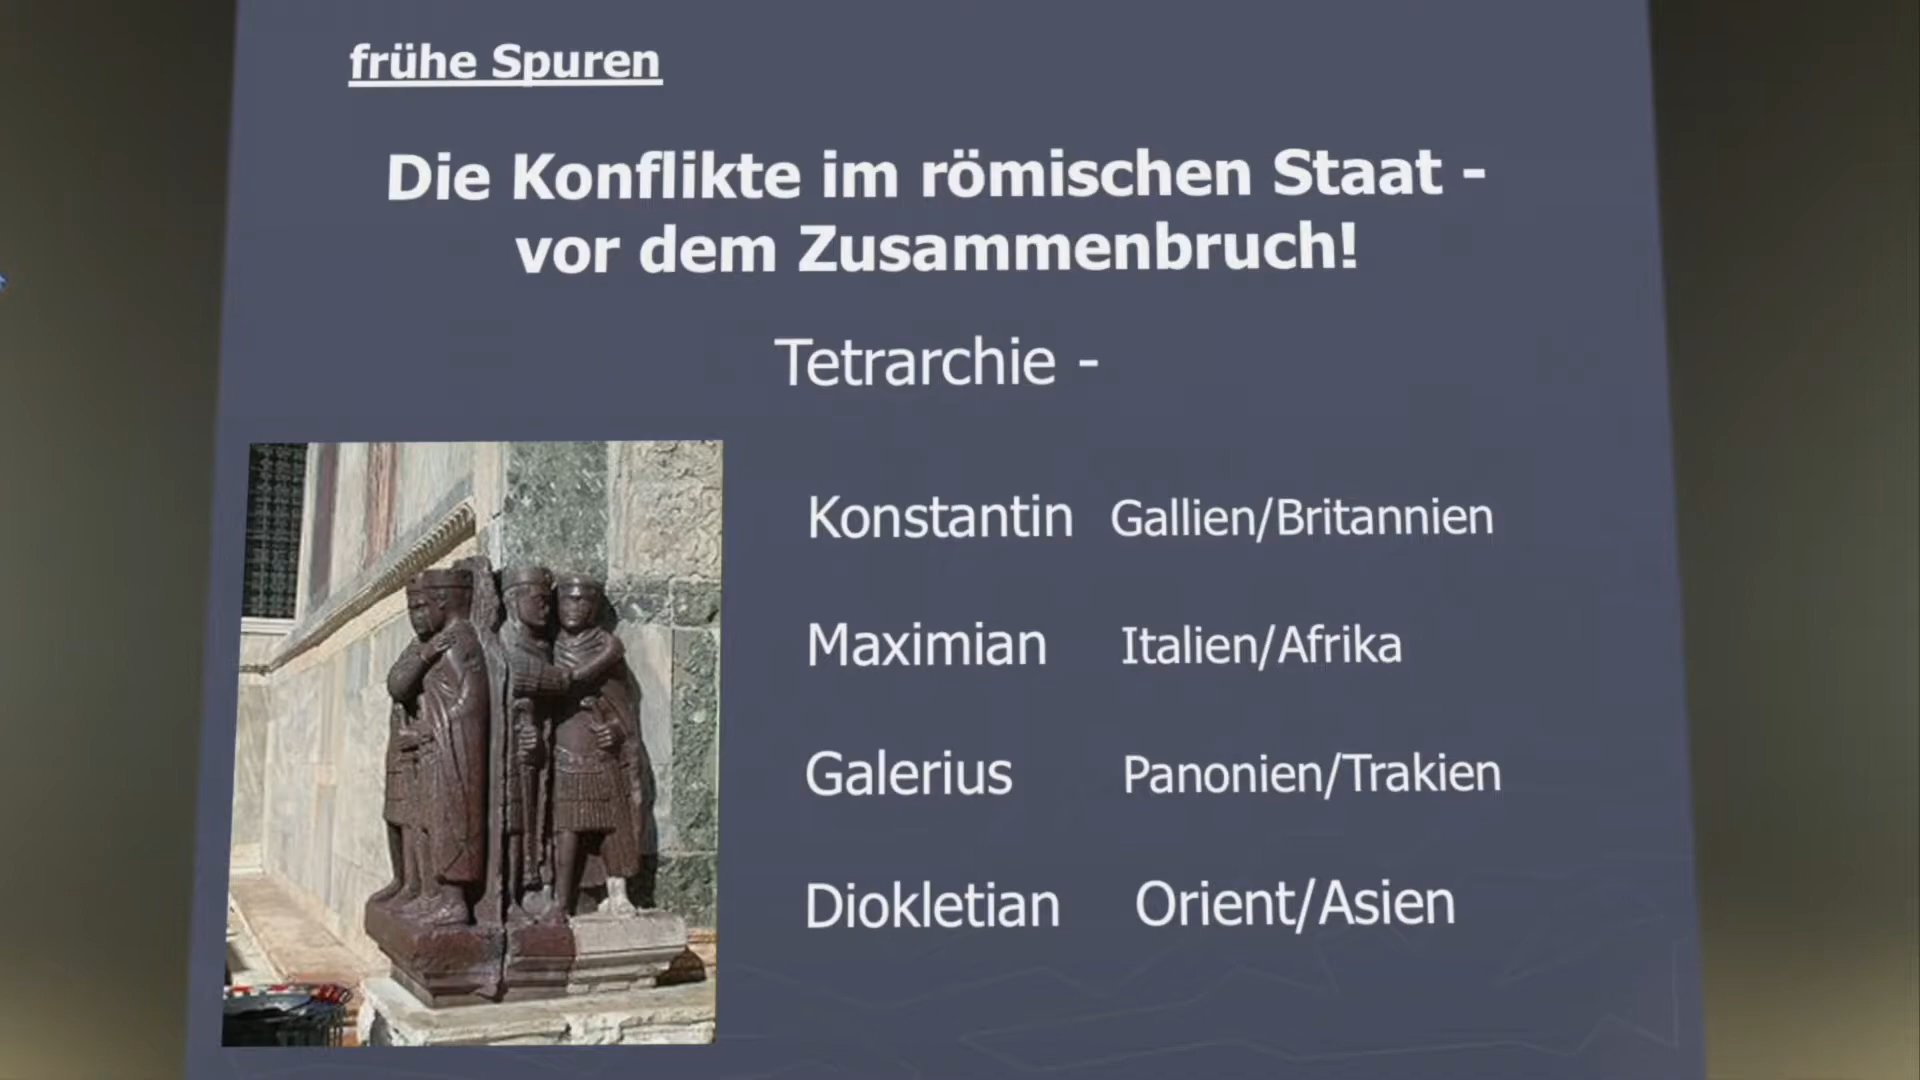 frühe Spuren
Die Konflikte im römischen Staat -
vor dem Zusammenbruch!
Tetrarchie -
Konstantin Gallien/Britannien
Maximian Italien/Afrika
Galerius Panonien/Trakien
Diokletian Orient/Asien